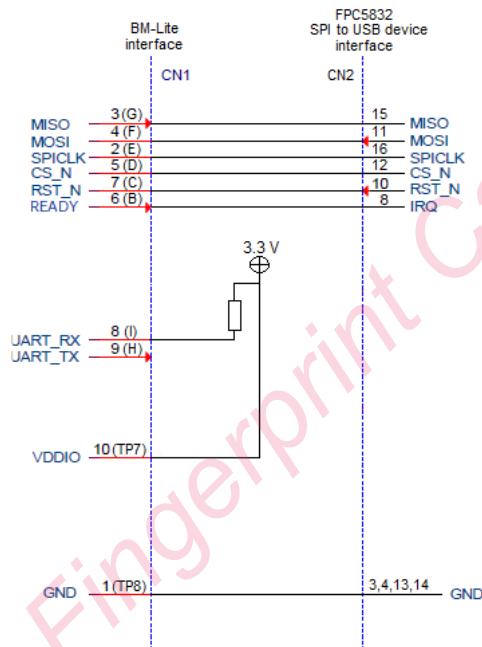 BM-Lite
interface
FPC5832
SPI to USB device
interface
CN1
CN2
MISO 3 (G) 15 MISO
MOSI 4 (F) 11 MOSI
SPICLK 2 (E) 16 SPICLK
CS_N 5 (D) 12 CS_N
RST_N 7 (C) 10 RST_N
READY 6 (B) 8 IRQ
3.3 V
UART_RX 8 (I)
UART_TX 9 (H)
VDDIO 10 (TP7)
GND 1 (TP8) 3,4,13,14 GND
Fingerprint